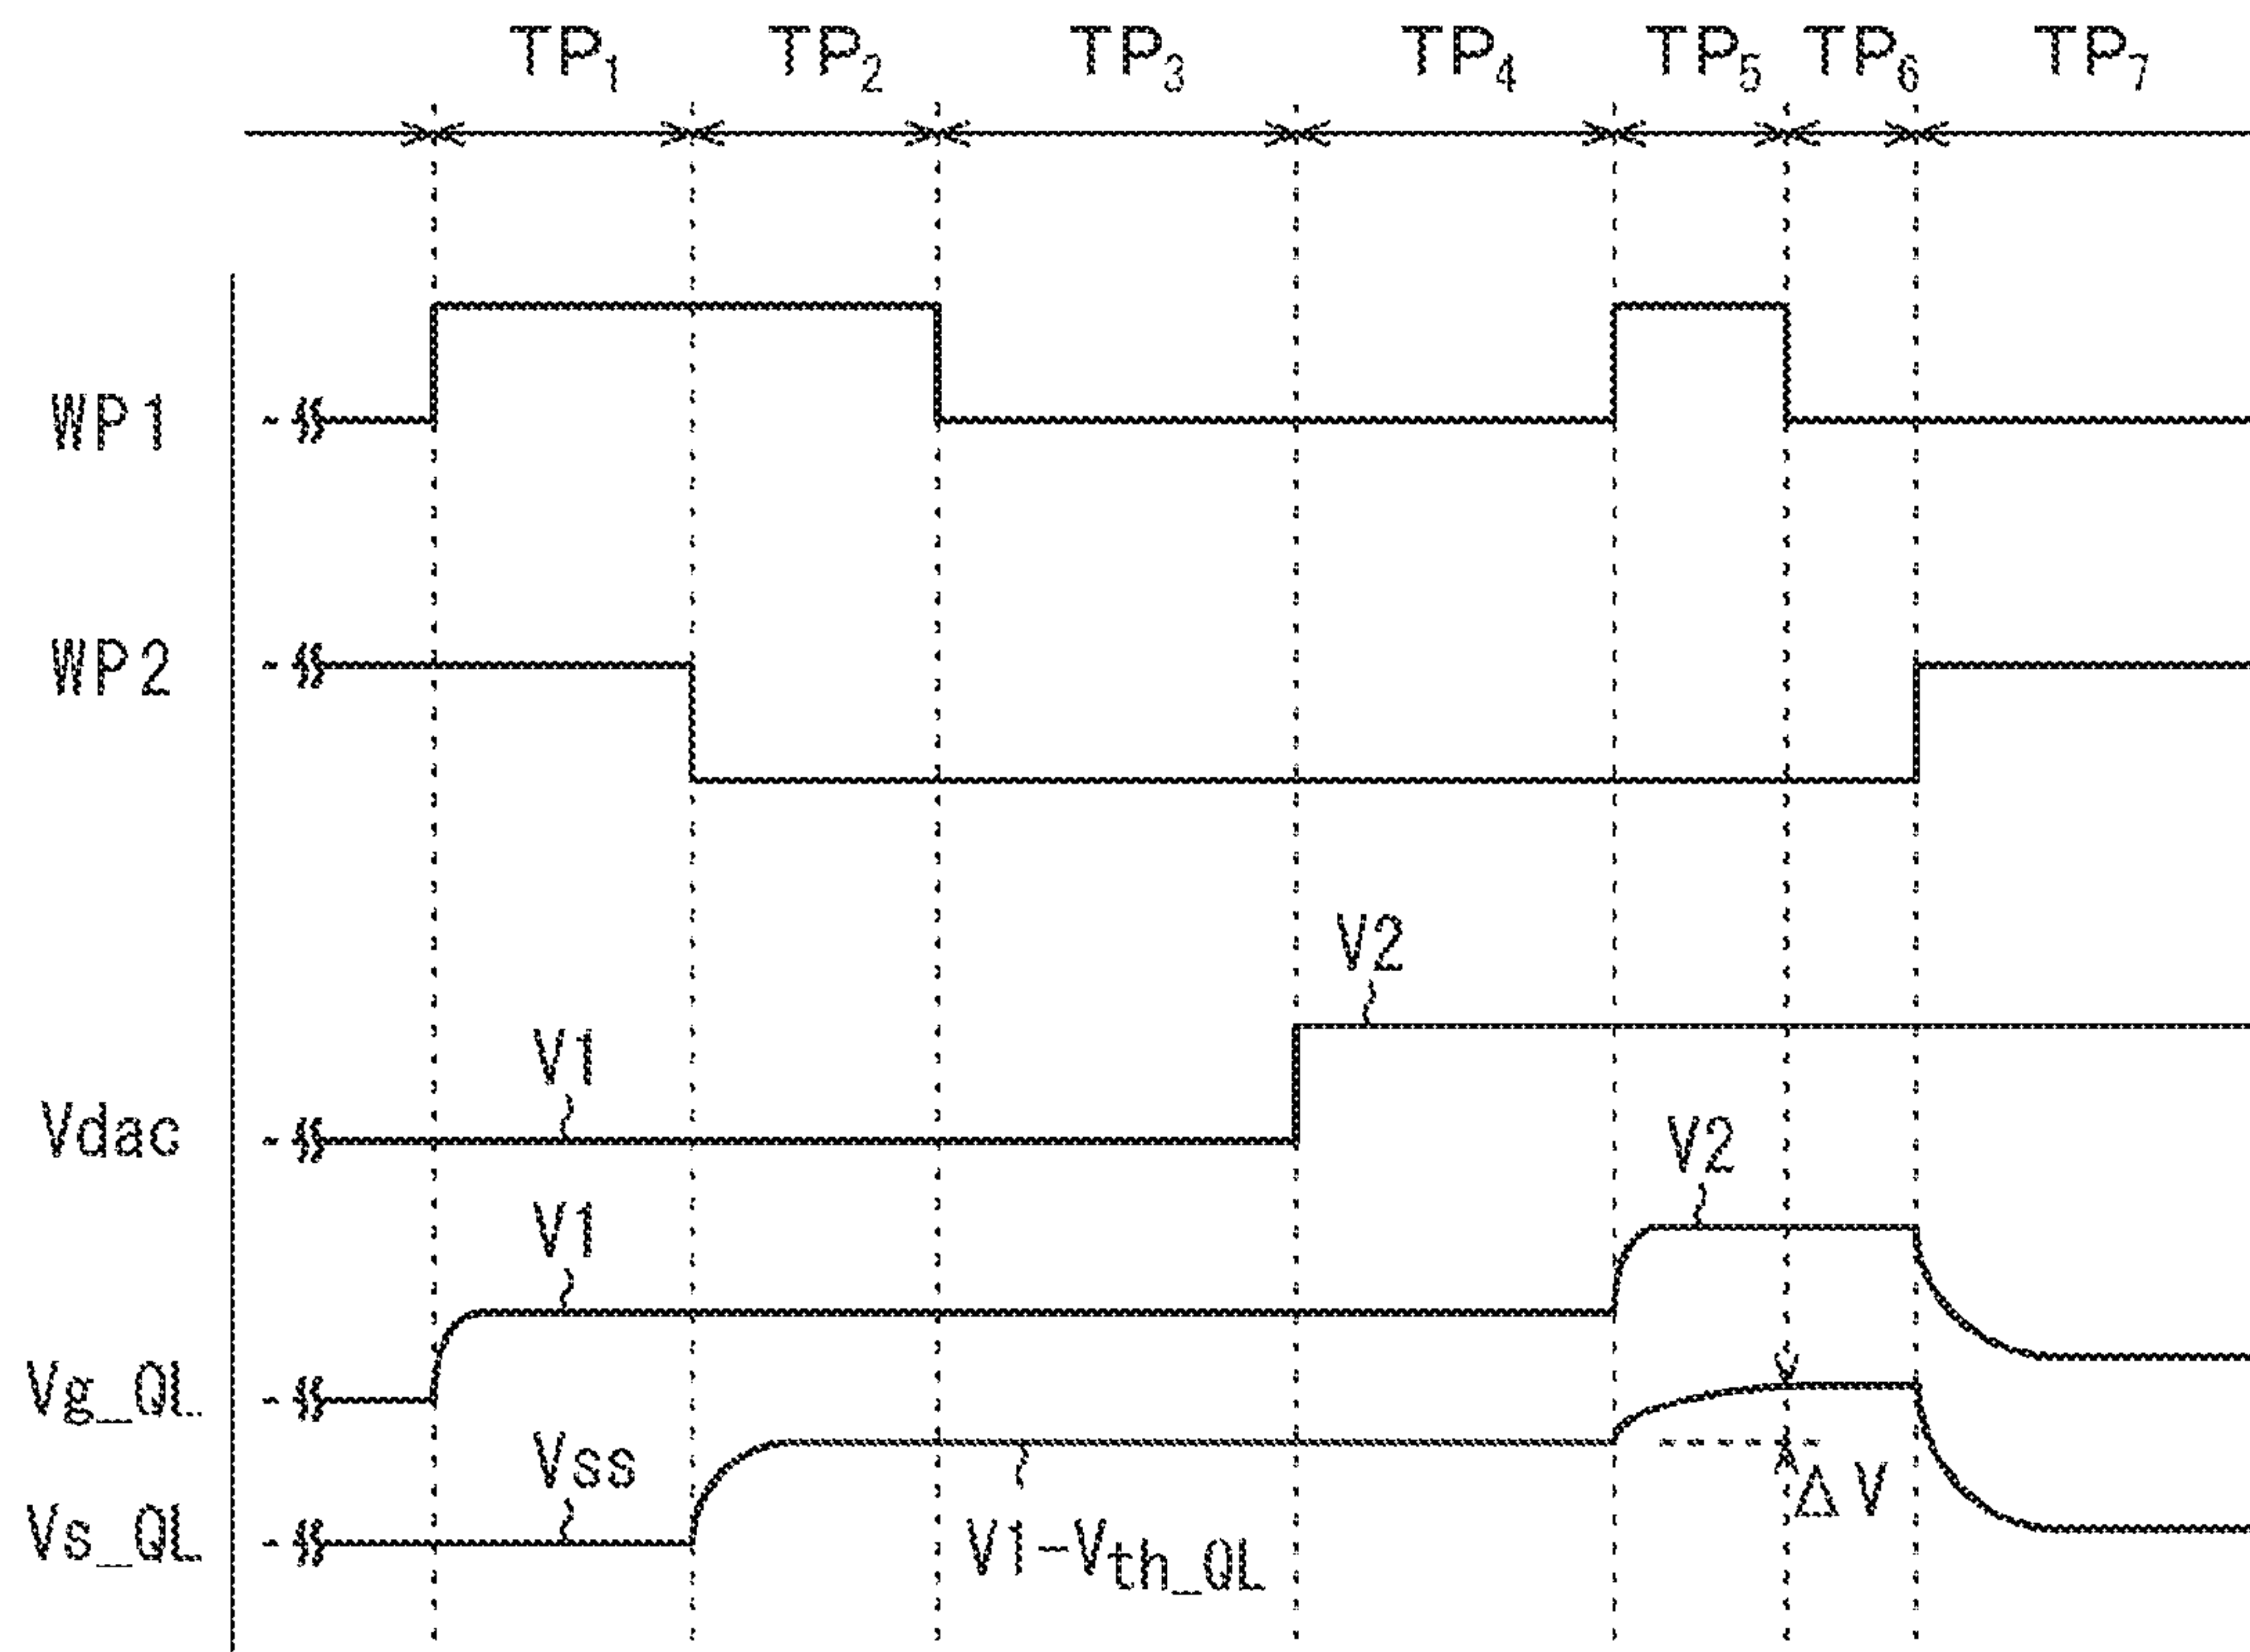 TP₁ TP₂ TP₃ TP₄ TP₅ TP₆ TP₇
WP1
WP2
V2
V1
Vdac
V2
V1
Vg_QL
Vss
ΔV
Vs_QL
V1-Vth_QL